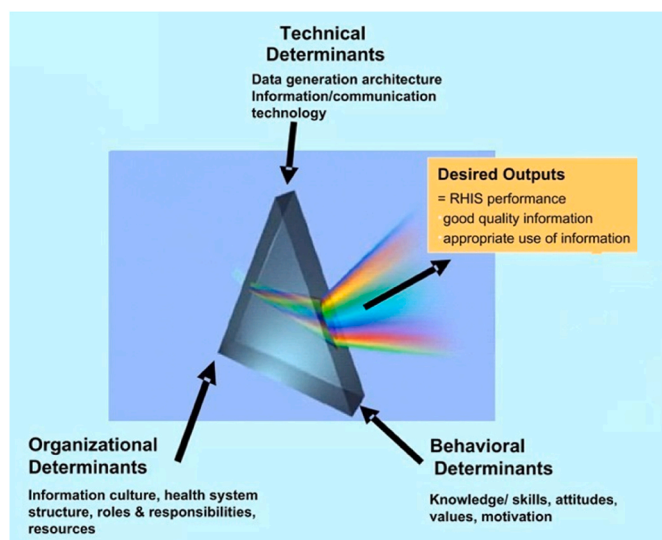 Technical
Determinants
Data generation architecture
Information/communication
technology
Desired Outputs
= RHIS performance
good quality information
appropriate use of information
Organizational
Determinants
Information culture, health system
structure, roles & responsibilities,
resources
Behavioral
Determinants
Knowledge/ skills, attitudes,
values, motivation